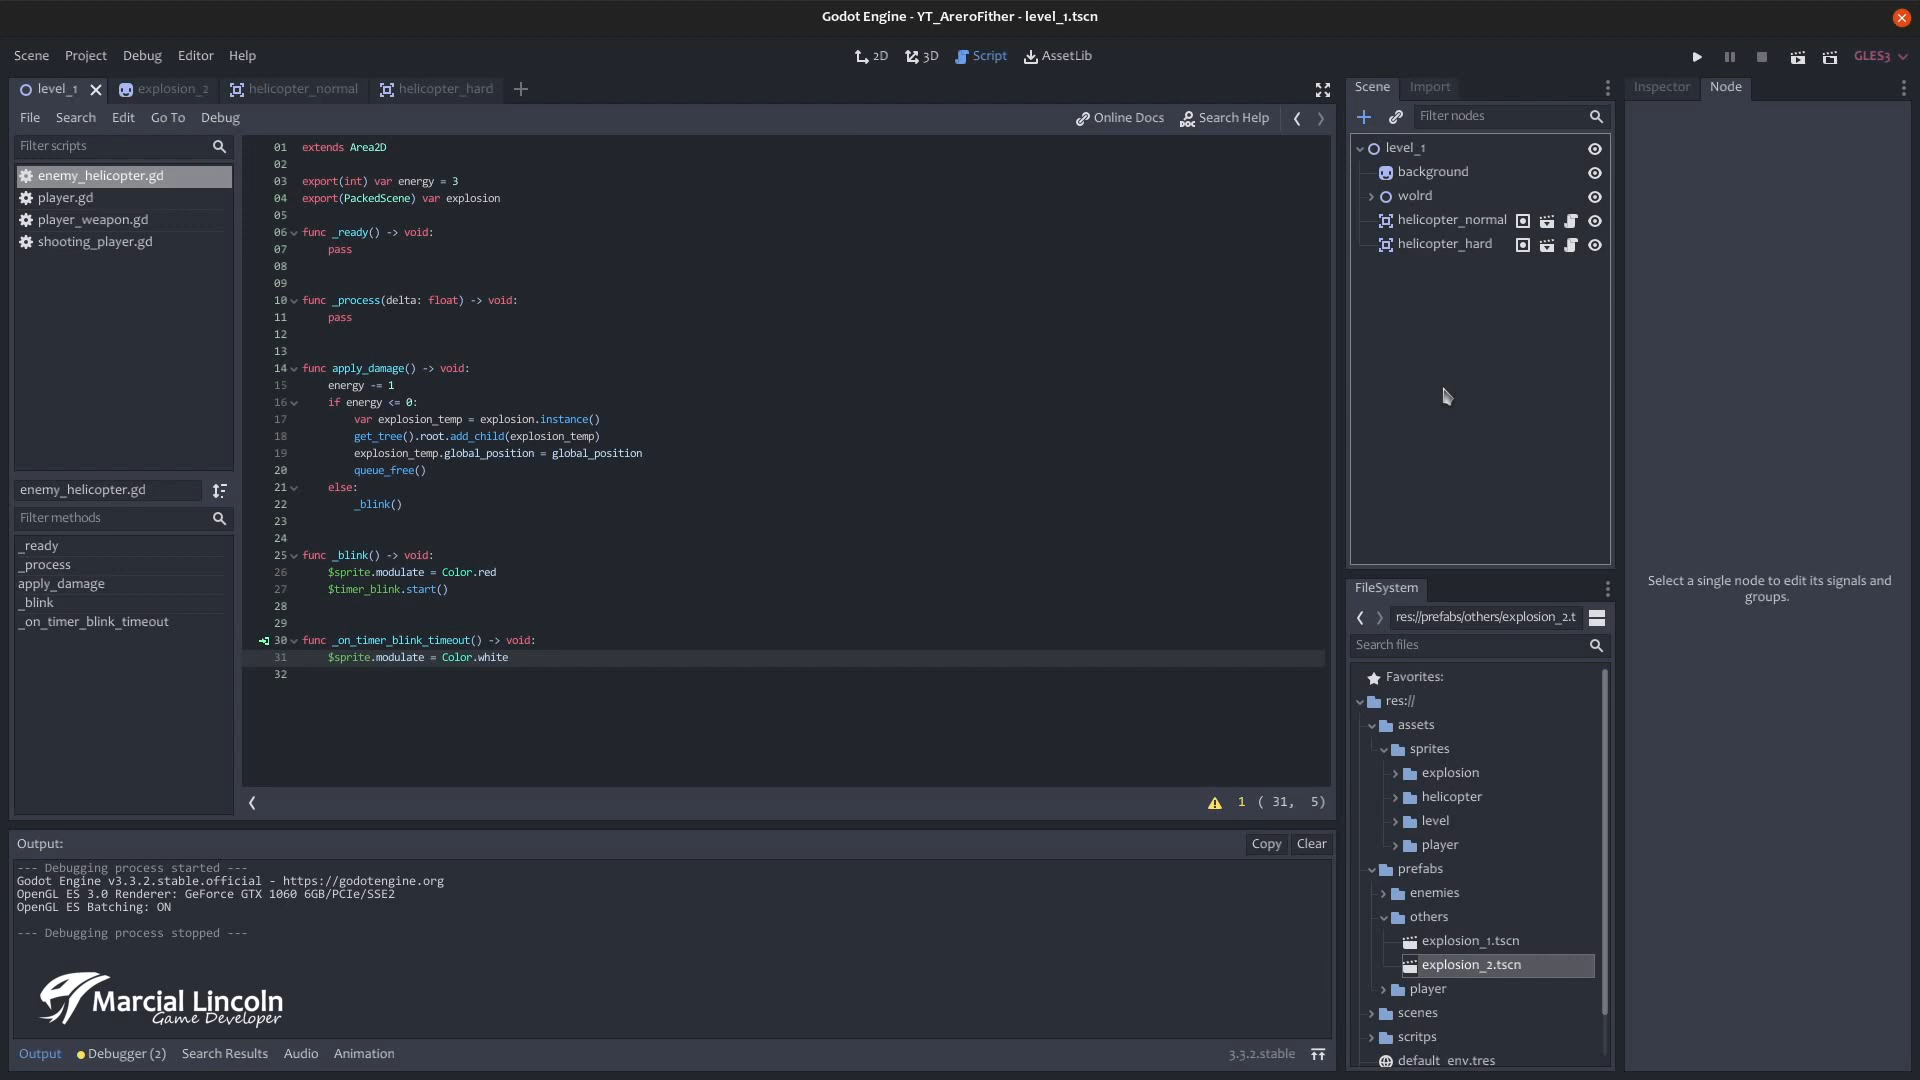 Godot Engine - YT_AreroFither - level_1.tscn
Scene Project Debug Editor Help
2D 3D Script AssetLib
GLES3
level_1 explosion_2 helicopter_normal helicopter_hard
File Search Edit Go To Debug
Online Docs Search Help
Filter scripts
enemy_helicopter.gd
player.gd
player_weapon.gd
shooting_player.gd
enemy_helicopter.gd
Filter methods
_ready
_process
apply_damage
_blink
_on_timer_blink_timeout
01 extends Area2D
02
03 export(int) var energy = 3
04 export(PackedScene) var explosion
05
06 func _ready() -> void:
07 pass
08
09
10 func _process(delta: float) -> void:
11 pass
12
13
14 func apply_damage() -> void:
15 energy -= 1
16 if energy <= 0:
17 var explosion_temp = explosion.instance()
18 get_tree().root.add_child(explosion_temp)
19 explosion_temp.global_position = global_position
20 queue_free()
21 else:
22 _blink()
23
24
25 func _blink() -> void:
26 $sprite.modulate = Color.red
27 $timer_blink.start()
28
29
30 func _on_timer_blink_timeout() -> void:
31 $sprite.modulate = Color.white
32
1 ( 31, 5)
Output:
Copy Clear
--- Debugging process started ---
Godot Engine v3.3.2.stable.official - https://godotengine.org
OpenGL ES 3.0 Renderer: GeForce GTX 1060 6GB/PCIe/SSE2
OpenGL ES Batching: ON
--- Debugging process stopped ---
Marcial Lincoln
Game Developer
Output Debugger (2) Search Results Audio Animation
3.3.2.stable
Scene Import
Filter nodes
level_1
background
wolrd
helicopter_normal
helicopter_hard
FileSystem
res://prefabs/others/explosion_2.t
Search files
Favorites:
res://
assets
sprites
explosion
helicopter
level
player
prefabs
enemies
others
explosion_1.tscn
explosion_2.tscn
player
scenes
scritps
default_env.tres
Inspector Node
Select a single node to edit its signals and
groups.